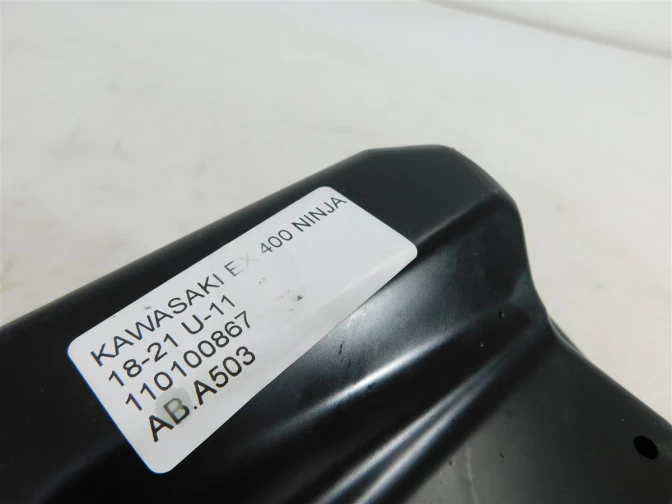 KAWASAKI EX 400 NINJA
18-21 U-11
110100867
AB.A503